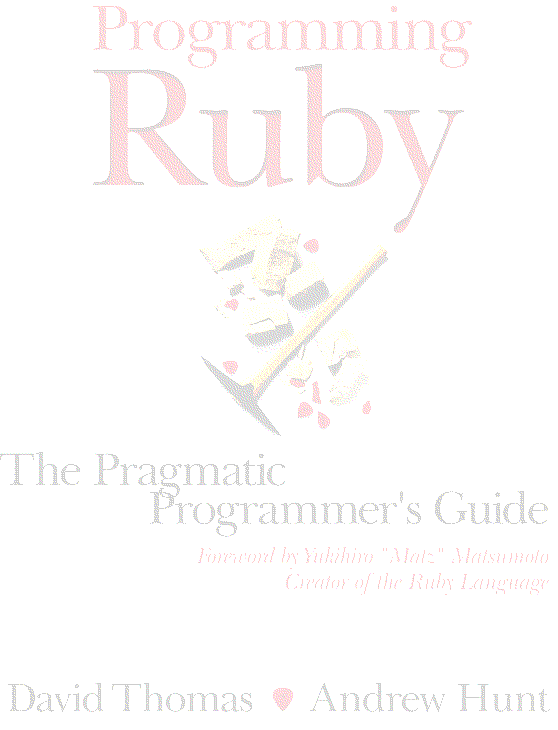 Programming
Ruby
The Pragmatic
Programmer's Guide
Foreword by Yukihiro "Matz" Matsumoto
Creator of the Ruby Language
David Thomas Andrew Hunt